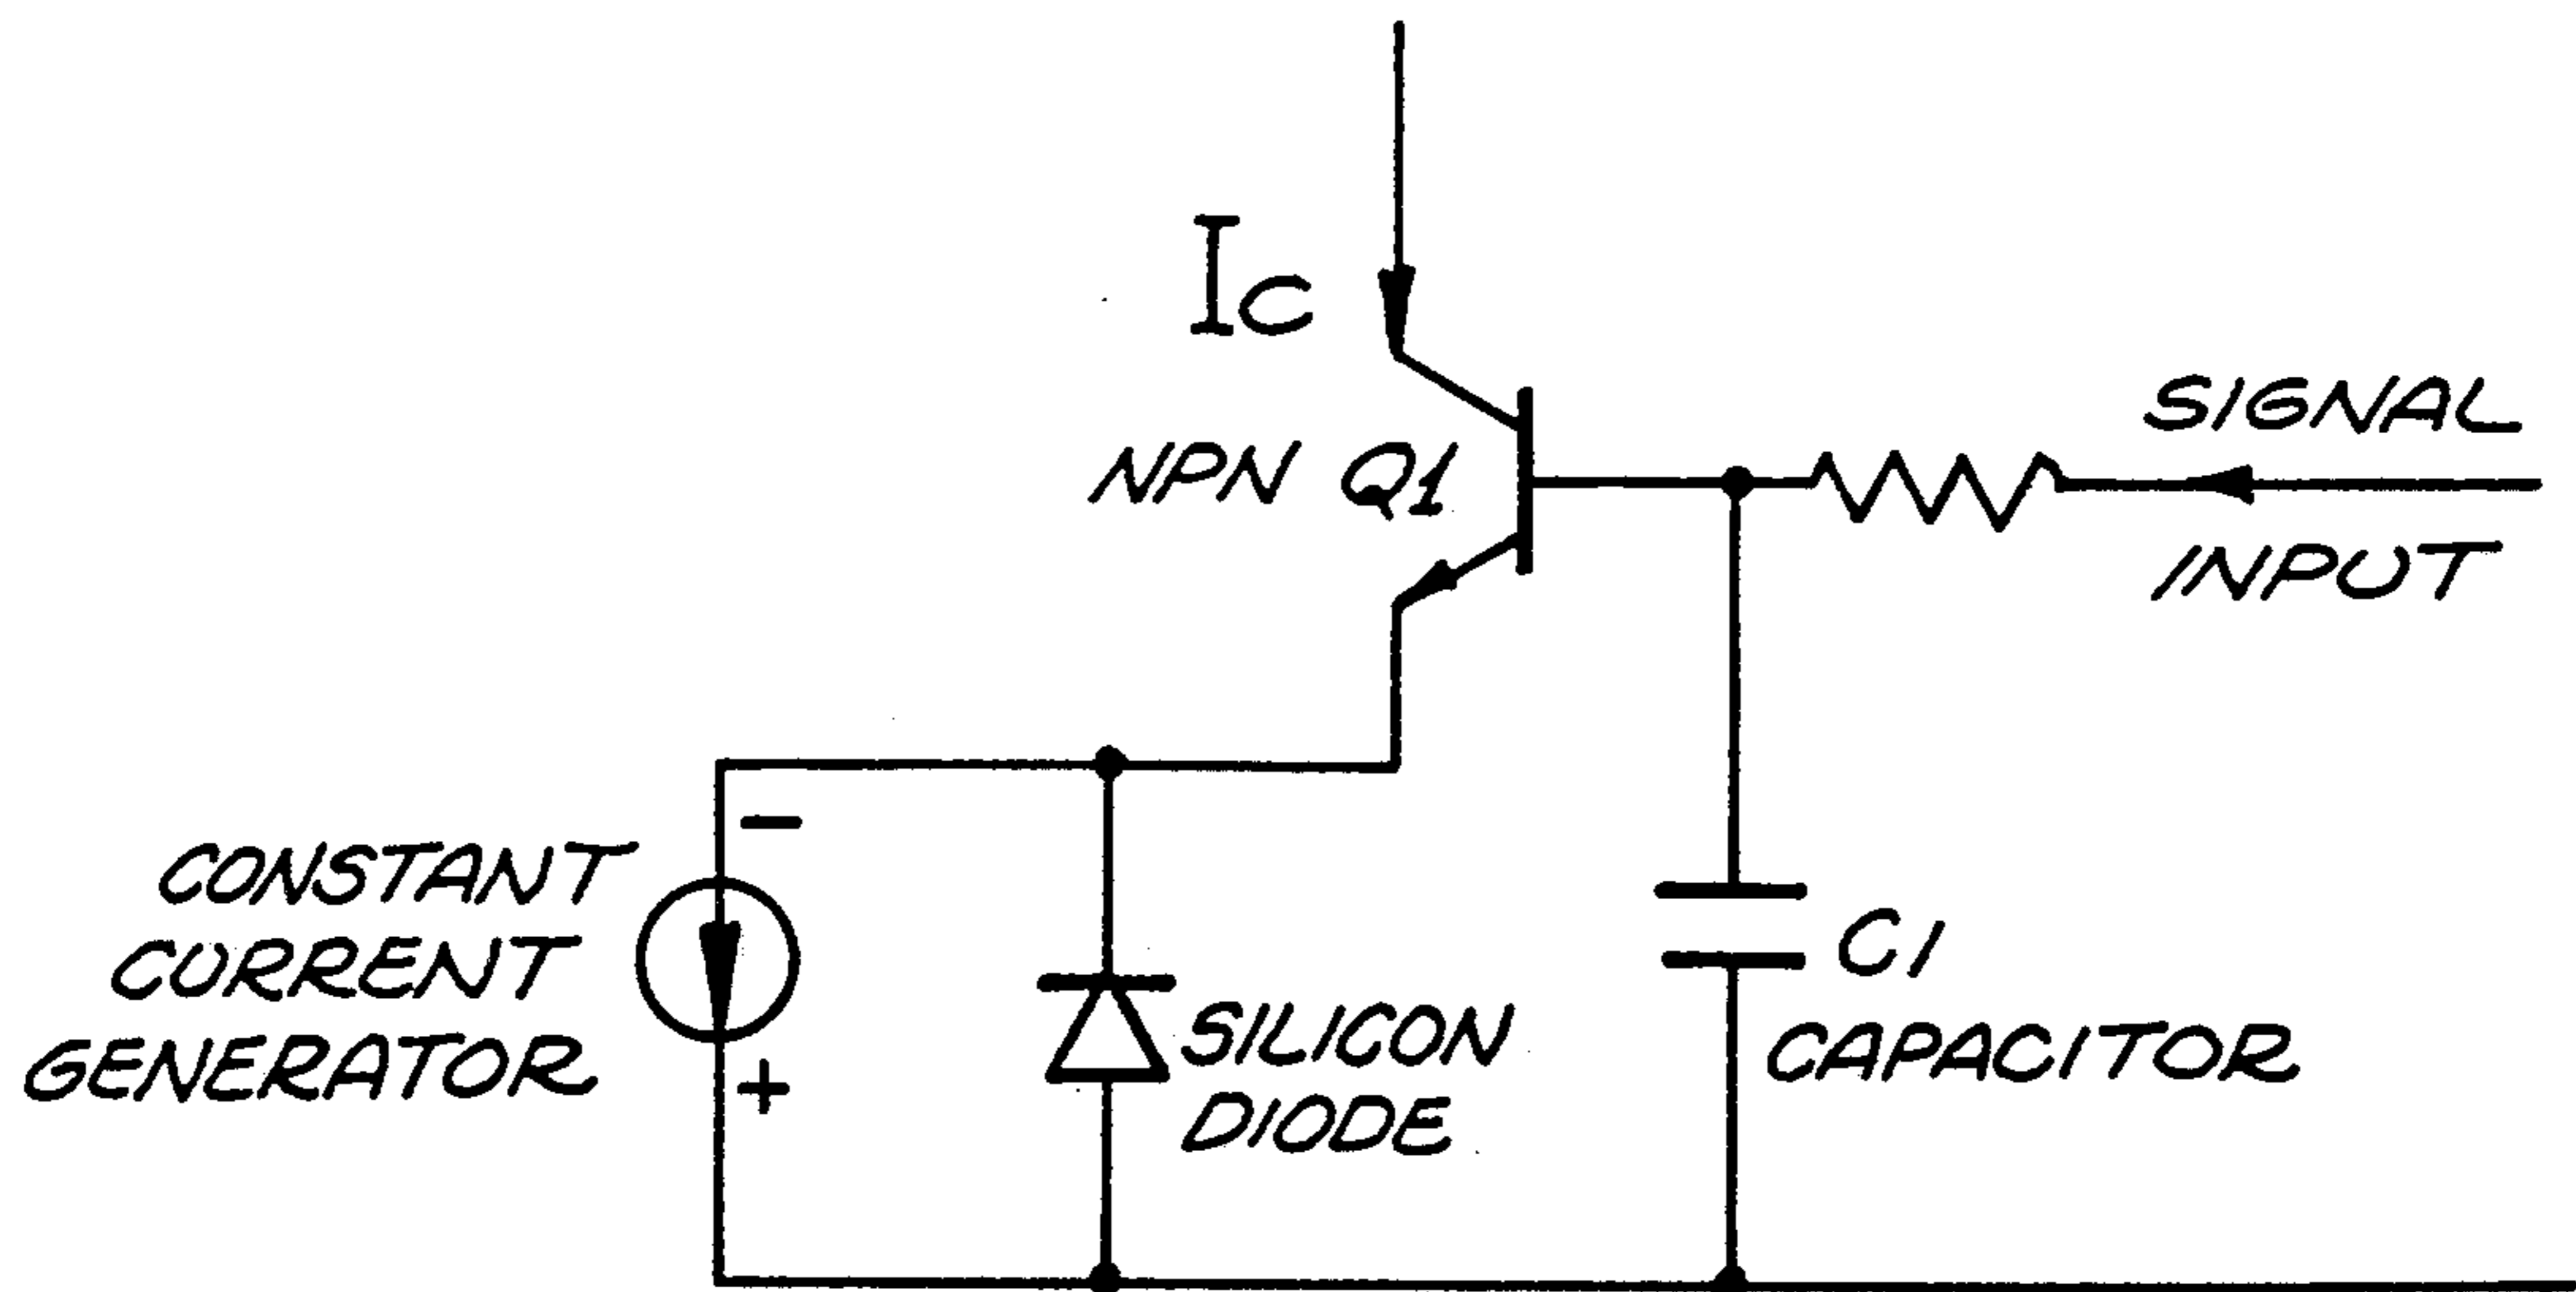 IC
NPN Q1
SIGNAL
INPUT
−
CONSTANT
CURRENT
GENERATOR
+
SILICON
DIODE
C1
CAPACITOR